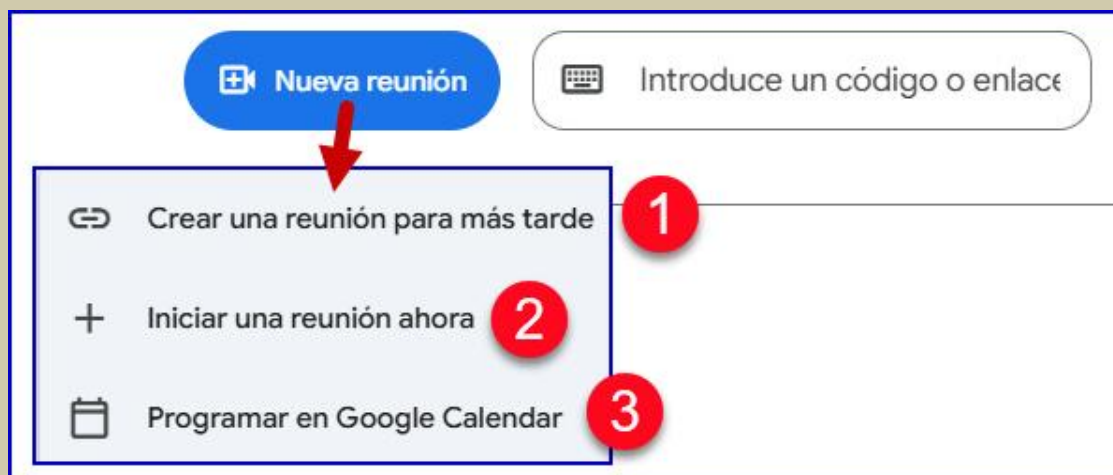 Nueva reunión
Introduce un código o enlace
Crear una reunión para más tarde
1
Iniciar una reunión ahora
2
Programar en Google Calendar
3